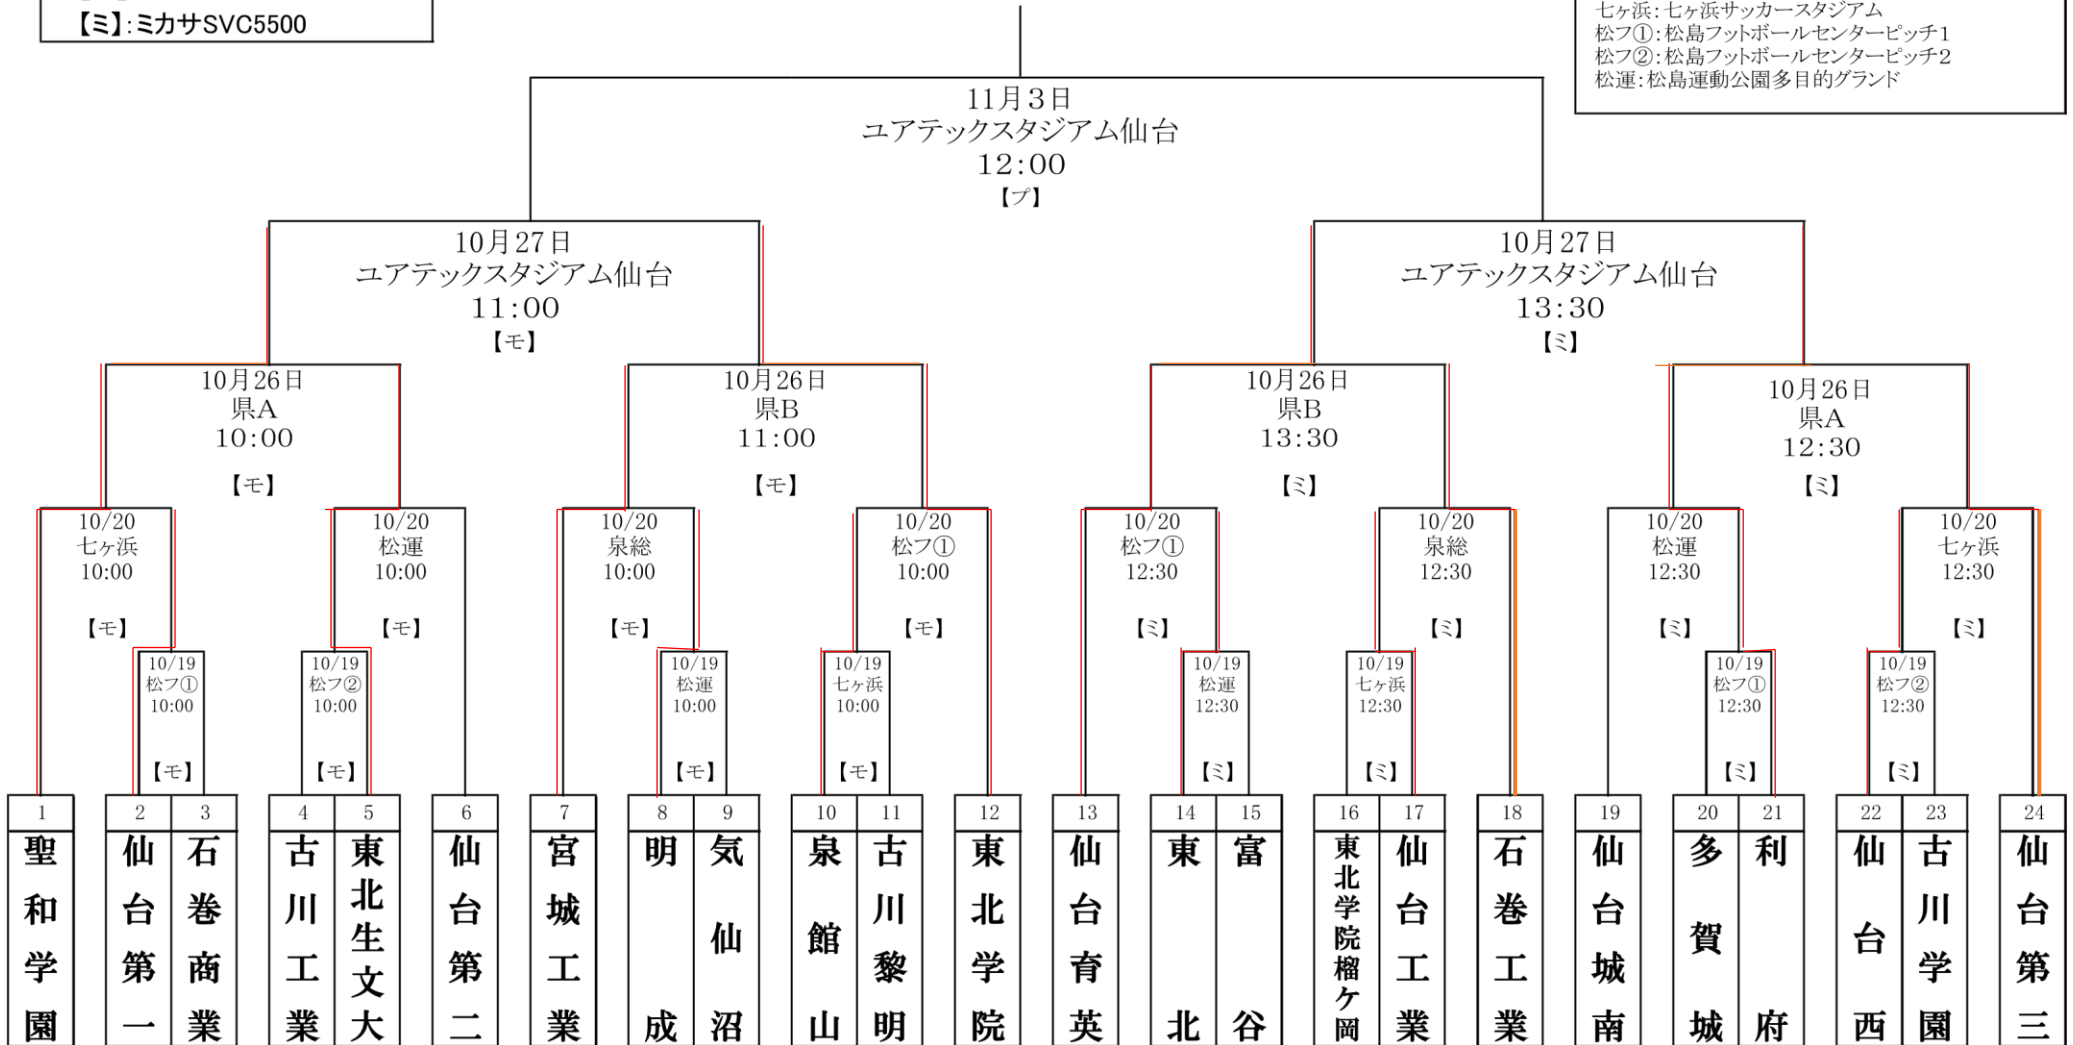 【ミ】:ミカサSVC5500
七ヶ浜:七ヶ浜サッカースタジアム
松フ①:松島フットボールセンターピッチ1
松フ②:松島フットボールセンターピッチ2
松運:松島運動公園多目的グランド
11月3日
ユアテックスタジアム仙台
12:00
【プ】
10月27日
ユアテックスタジアム仙台
11:00
【モ】
10月27日
ユアテックスタジアム仙台
13:30
【ミ】
10月26日
県A
10:00
【モ】
10月26日
県B
11:00
【モ】
10月26日
県B
13:30
【ミ】
10月26日
県A
12:30
【ミ】
10/20
七ヶ浜
10:00
【モ】
10/20
松運
10:00
【モ】
10/20
泉総
10:00
【モ】
10/20
松フ①
10:00
【モ】
10/20
松フ①
12:30
【ミ】
10/20
泉総
12:30
【ミ】
10/20
松運
12:30
【ミ】
10/20
七ヶ浜
12:30
【ミ】
10/19
松フ①
10:00
【モ】
10/19
松フ②
10:00
【モ】
10/19
松運
10:00
【モ】
10/19
七ヶ浜
10:00
【モ】
10/19
松運
12:30
【ミ】
10/19
七ヶ浜
12:30
【ミ】
10/19
松フ①
12:30
【ミ】
10/19
松フ②
12:30
【ミ】
1
聖和学園
2
仙台第一
3
石巻商業
4
古川工業
5
東北生文大
6
仙台第二
7
宮城工業
8
明成
9
気仙沼
10
泉館山
11
古川黎明
12
東北学院
13
仙台育英
14
東北
15
富谷
16
東北学院榴ケ岡
17
仙台工業
18
石巻工業
19
仙台城南
20
多賀城
21
利府
22
仙台西
23
古川学園
24
仙台第三